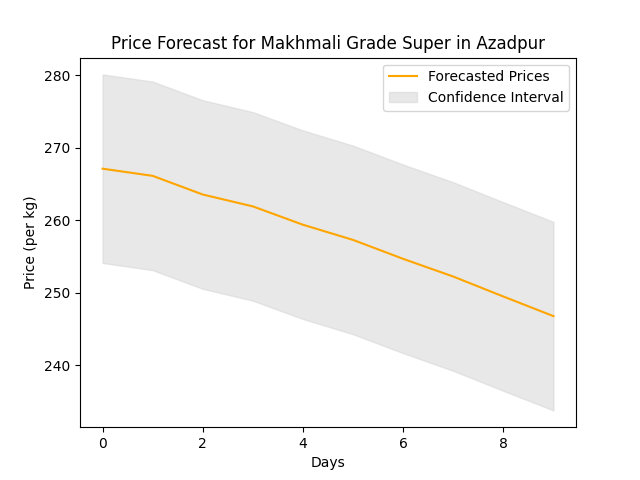 Price Forecast for Makhmali Grade Super in Azadpur
Forecasted Prices
Confidence Interval
Price (per kg)
280
270
260
250
240
0 2 4 6 8
Days